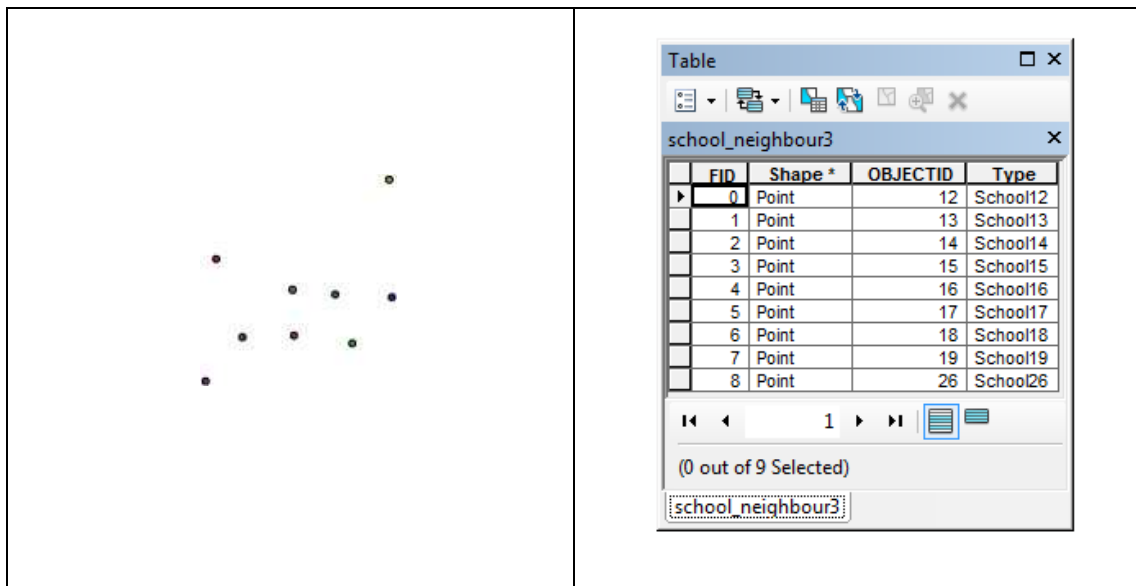 Table
school_neighbour3
FID Shape * OBJECTID Type
0 Point 12 School12
1 Point 13 School13
2 Point 14 School14
3 Point 15 School15
4 Point 16 School16
5 Point 17 School17
6 Point 18 School18
7 Point 19 School19
8 Point 26 School26
1
(0 out of 9 Selected)
school_neighbour3